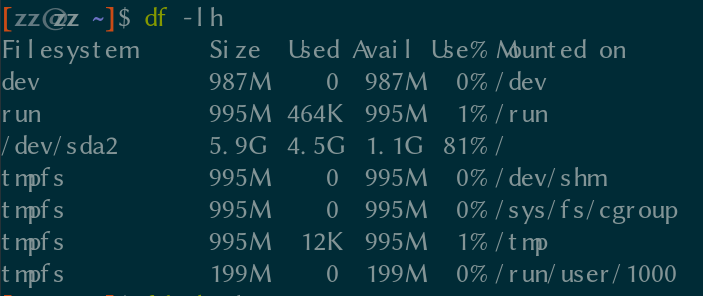 [zz@zz ~]$ df -lh
Filesystem Size Used Avail Use% Mounted on
dev 987M 0 987M 0% /dev
run 995M 464K 995M 1% /run
/dev/sda2 5.9G 4.5G 1.1G 81% /
tmpfs 995M 0 995M 0% /dev/shm
tmpfs 995M 0 995M 0% /sys/fs/cgroup
tmpfs 995M 12K 995M 1% /tmp
tmpfs 199M 0 199M 0% /run/user/1000